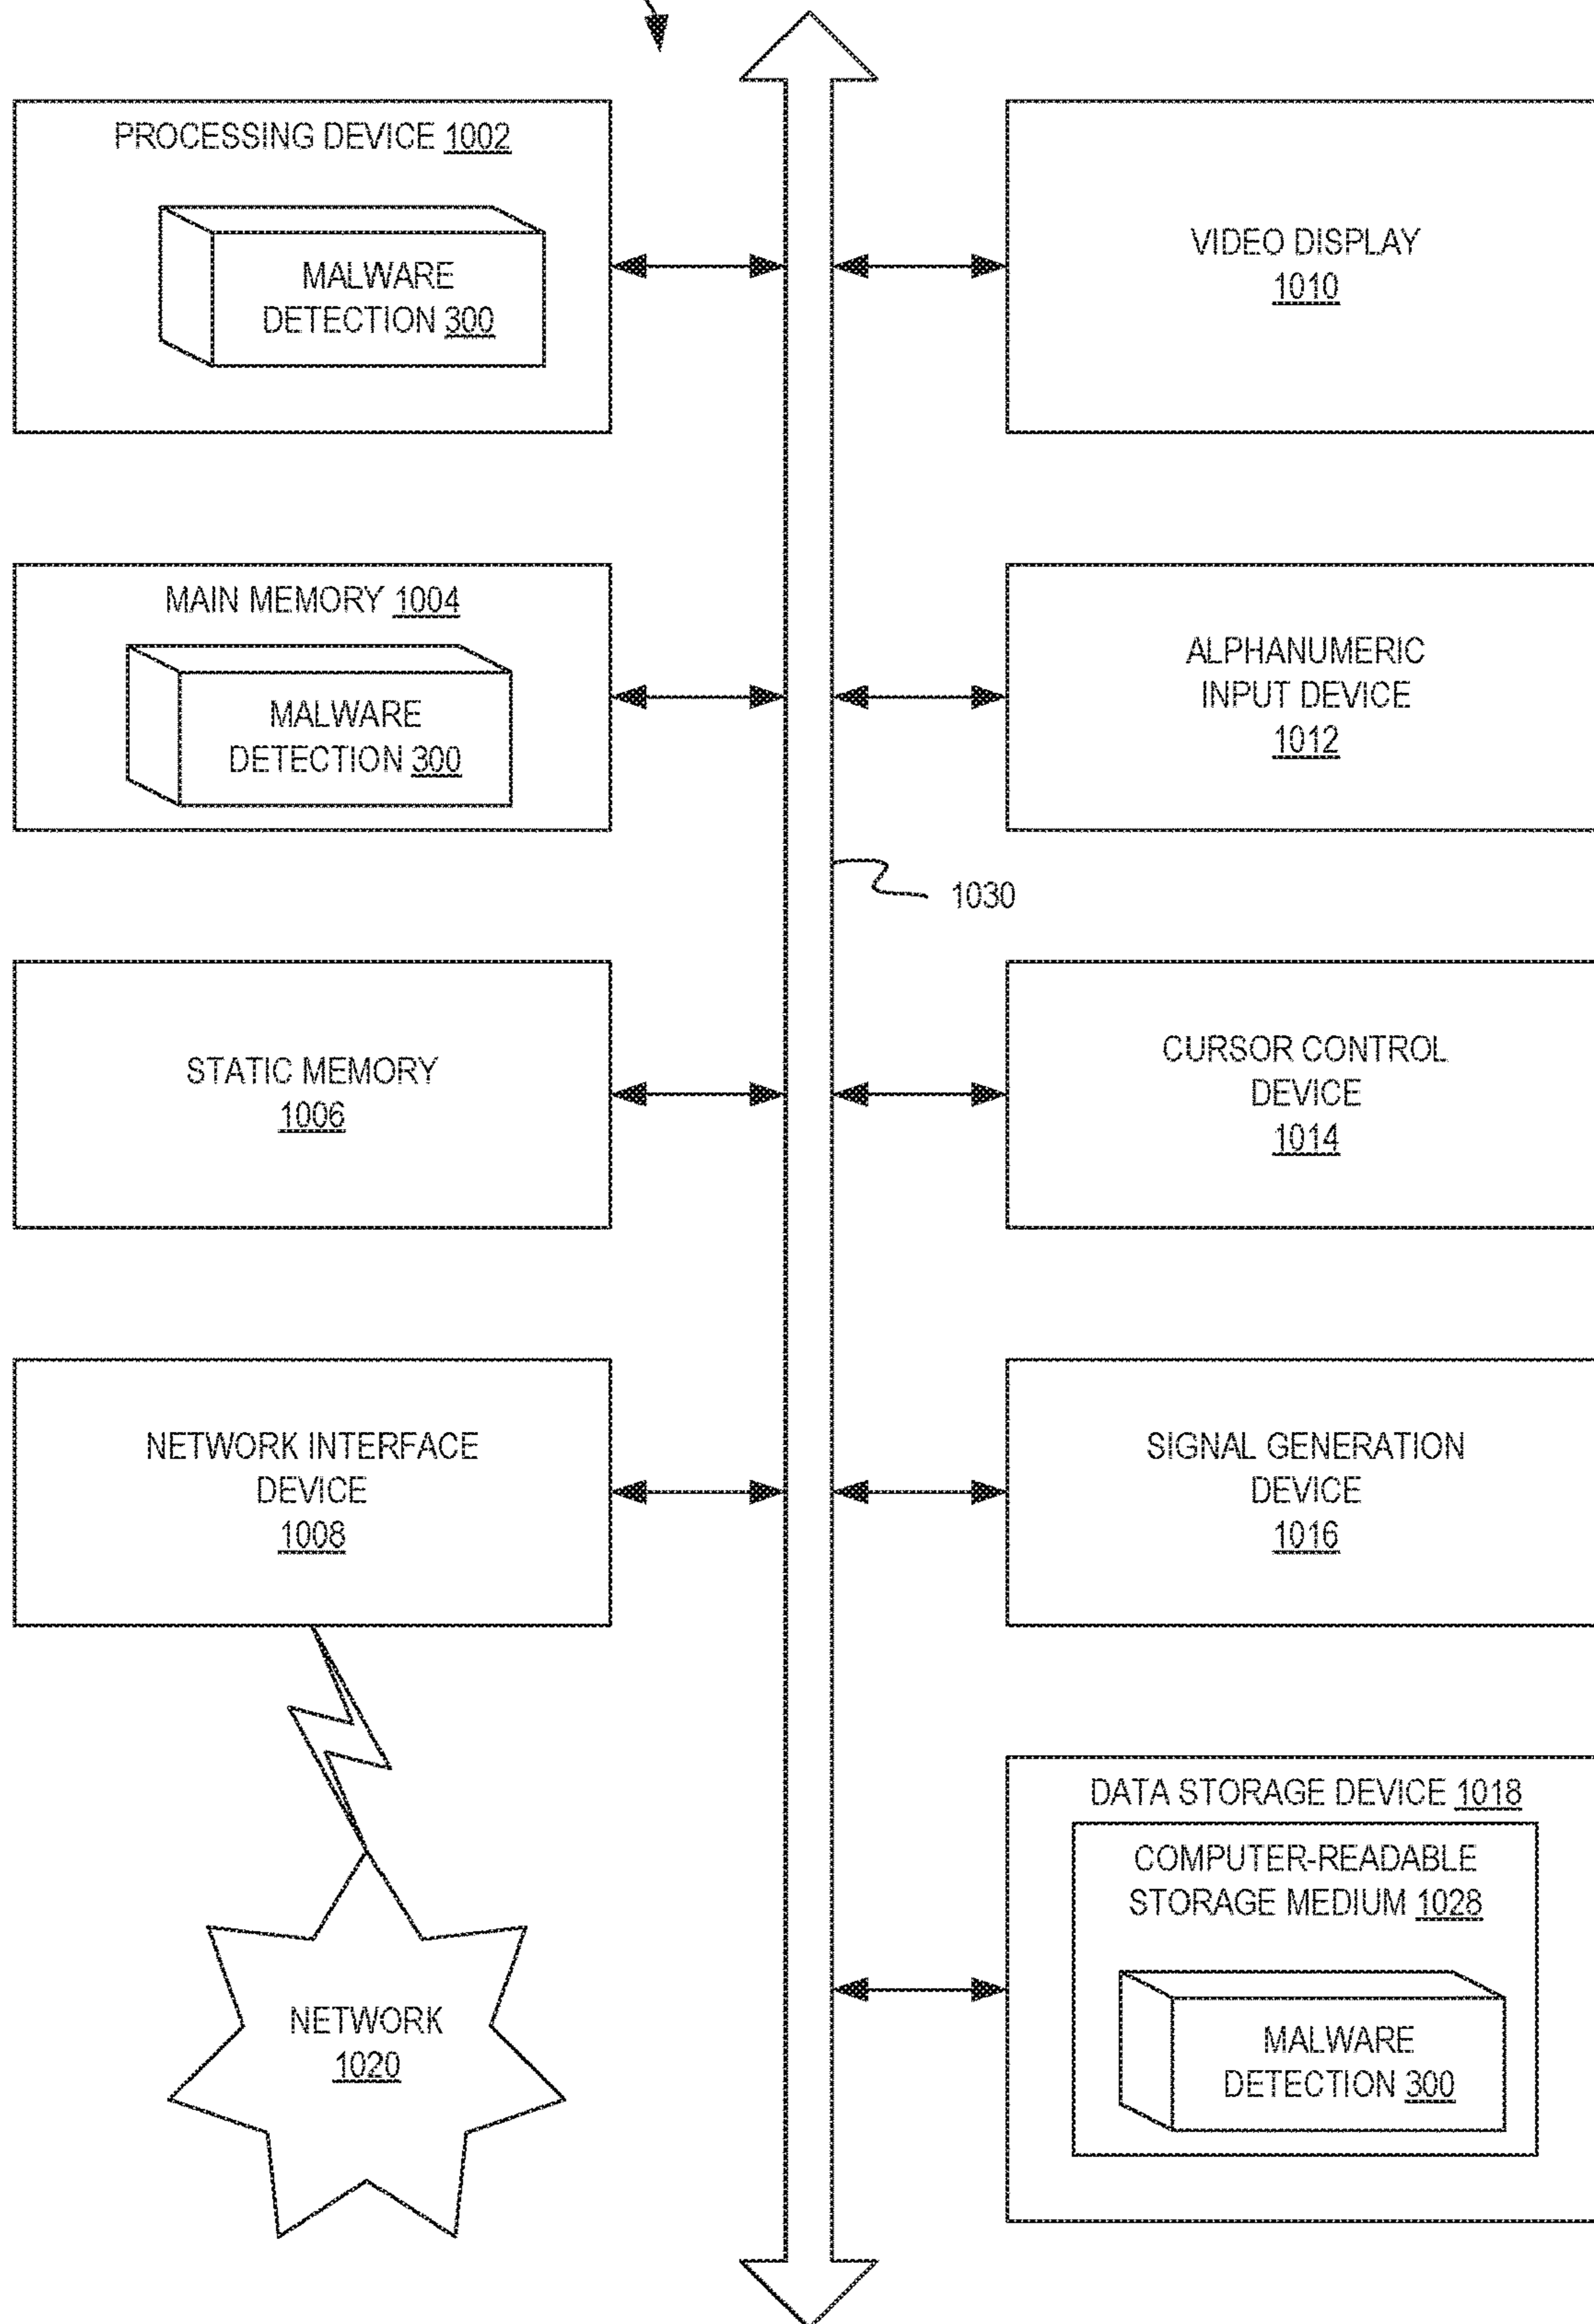 PROCESSING DEVICE 1002
MALWARE
DETECTION 300
VIDEO DISPLAY
1010
MAIN MEMORY 1004
MALWARE
DETECTION 300
ALPHANUMERIC
INPUT DEVICE
1012
1030
STATIC MEMORY
1006
CURSOR CONTROL
DEVICE
1014
NETWORK INTERFACE
DEVICE
1008
SIGNAL GENERATION
DEVICE
1016
DATA STORAGE DEVICE 1018
COMPUTER-READABLE
STORAGE MEDIUM 1028
MALWARE
DETECTION 300
NETWORK
1020